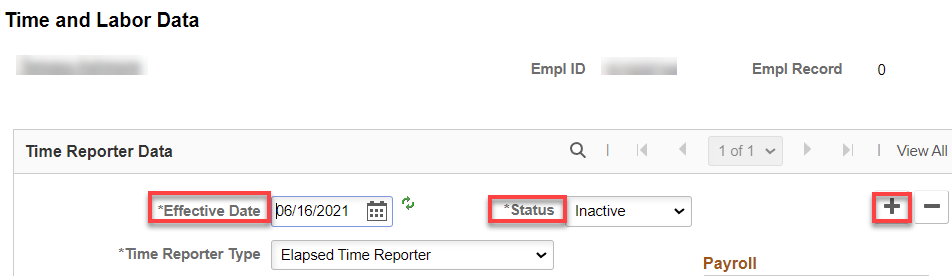 Time and Labor Data
Empl ID Empl Record 0
Time Reporter Data 1 of 1 View All
*Effective Date 06/16/2021 *Status Inactive
*Time Reporter Type Elapsed Time Reporter
Payroll